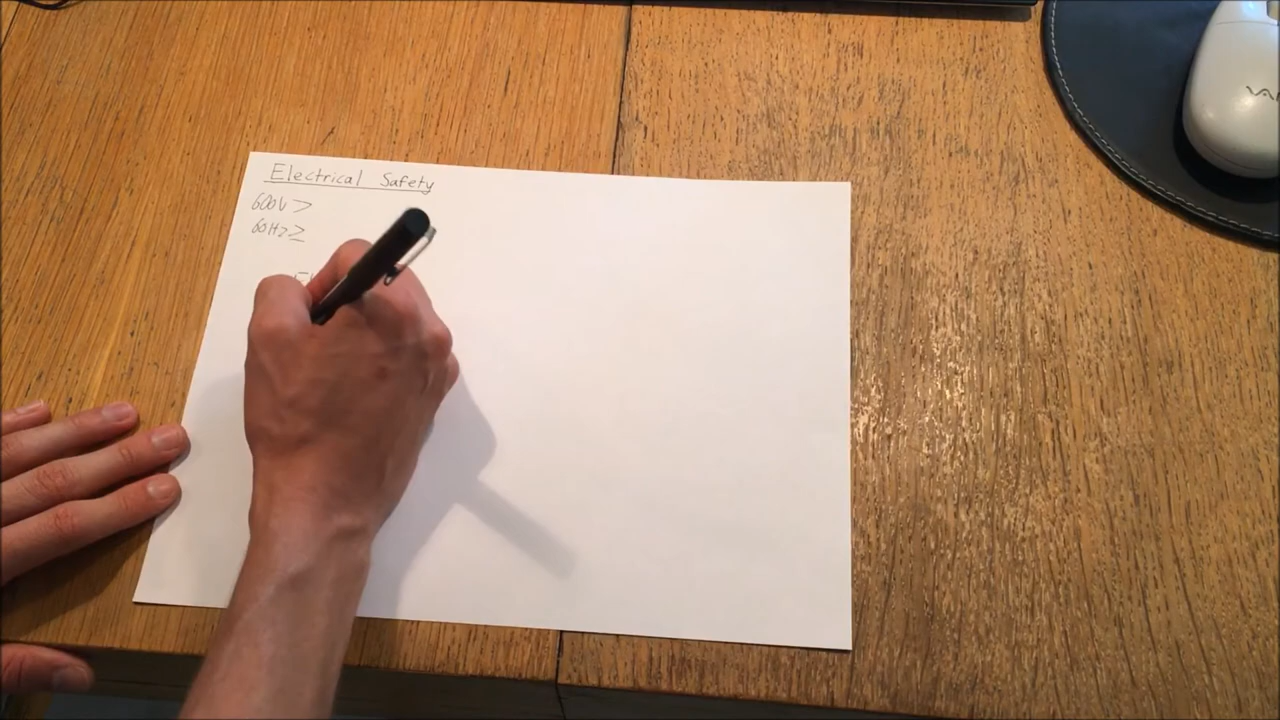 Electrical Safety
600V >
60Hz ≥